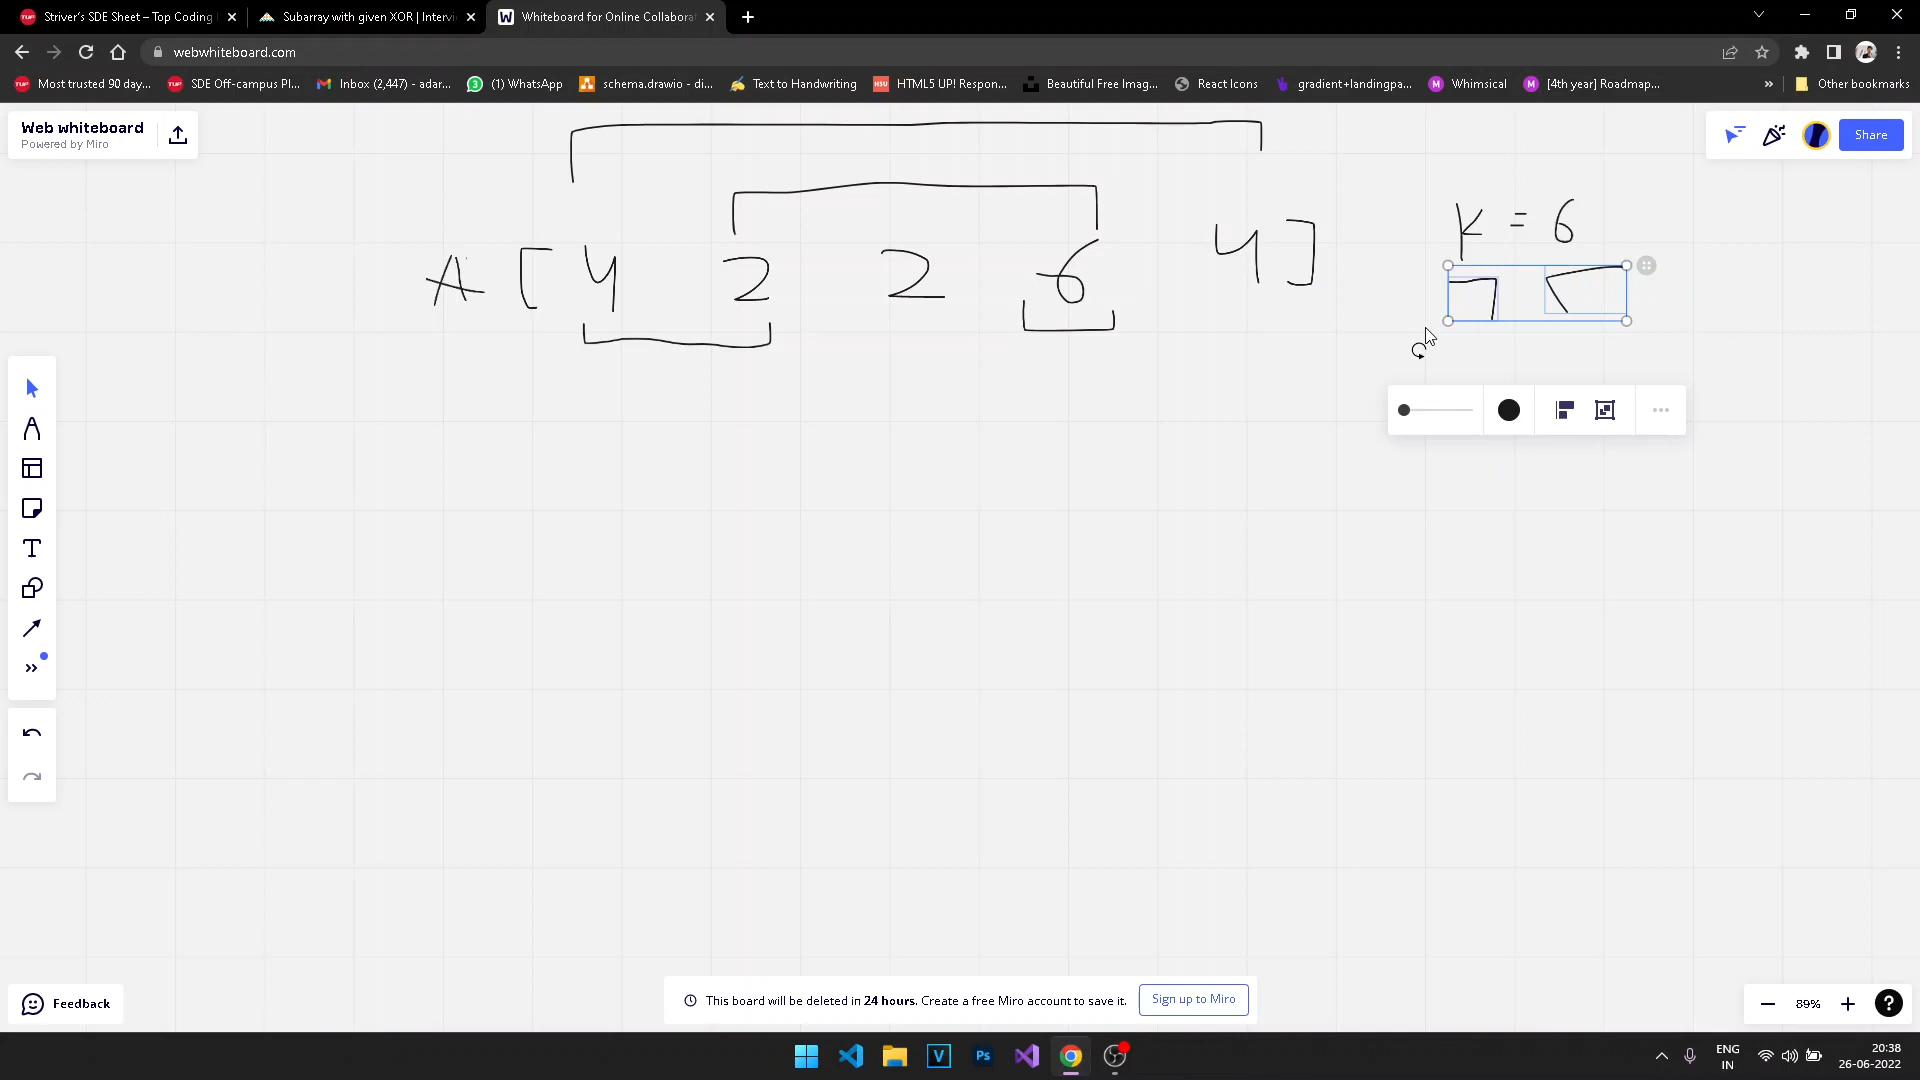 Striver's SDE Sheet – Top Coding
Subarray with given XOR | Intervi
Whiteboard for Online Collabora
webwhiteboard.com
Most trusted 90 day...
SDE Off-campus Pl...
Inbox (2,447) - adar...
(1) WhatsApp
schema.drawio - di...
Text to Handwriting
HTML5 UP! Respon...
Beautiful Free Imag...
React Icons
gradient+landingpa...
Whimsical
[4th year] Roadmap...
Other bookmarks
Web whiteboard
Powered by Miro
Share
K = 6
A [ 4 2 2 6 4 ]
Feedback
This board will be deleted in 24 hours. Create a free Miro account to save it.
Sign up to Miro
89%
ENG
IN
20:38
26-06-2022